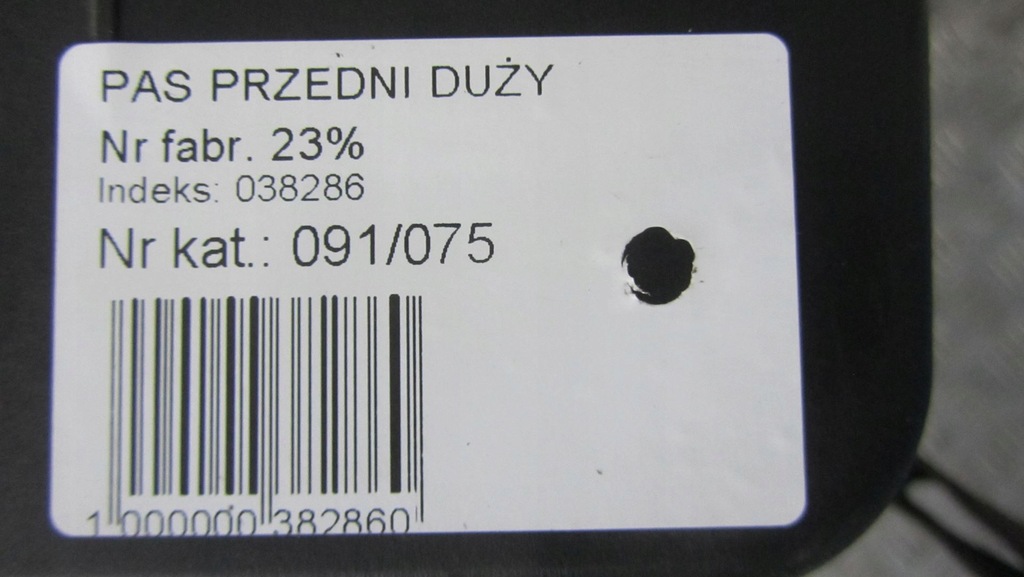 PAS PRZEDNI DUŻY
Nr fabr. 23%
Indeks: 038286
Nr kat.: 091/075
1 000000 382860